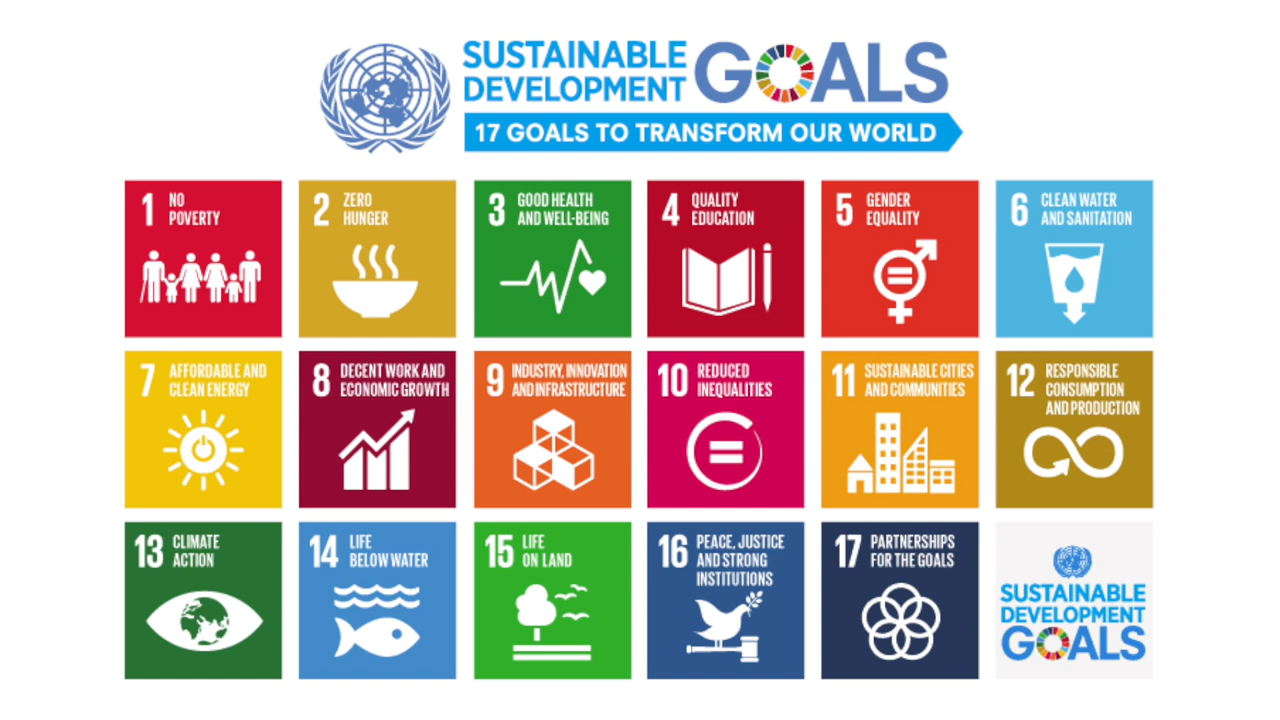 SUSTAINABLE
DEVELOPMENT
GOALS
17 GOALS TO TRANSFORM OUR WORLD
1 NO
POVERTY
2 ZERO
HUNGER
3 GOOD HEALTH
AND WELL-BEING
4 QUALITY
EDUCATION
5 GENDER
EQUALITY
6 CLEAN WATER
AND SANITATION
7 AFFORDABLE AND
CLEAN ENERGY
8 DECENT WORK AND
ECONOMIC GROWTH
9 INDUSTRY, INNOVATION
AND INFRASTRUCTURE
10 REDUCED
INEQUALITIES
11 SUSTAINABLE CITIES
AND COMMUNITIES
12 RESPONSIBLE
CONSUMPTION
AND PRODUCTION
13 CLIMATE
ACTION
14 LIFE
BELOW WATER
15 LIFE
ON LAND
16 PEACE, JUSTICE
AND STRONG
INSTITUTIONS
17 PARTNERSHIPS
FOR THE GOALS
SUSTAINABLE
DEVELOPMENT
GOALS